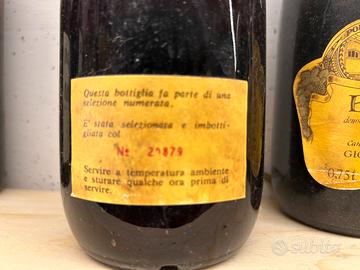 Questa bottiglia fa parte di una
selezione numerata.
E' stata selezionata e imbotti-
gliata col
Nº 20879
Servire a temperatura ambiente
e sturare qualche ora prima di
servire.
0,75l
subito